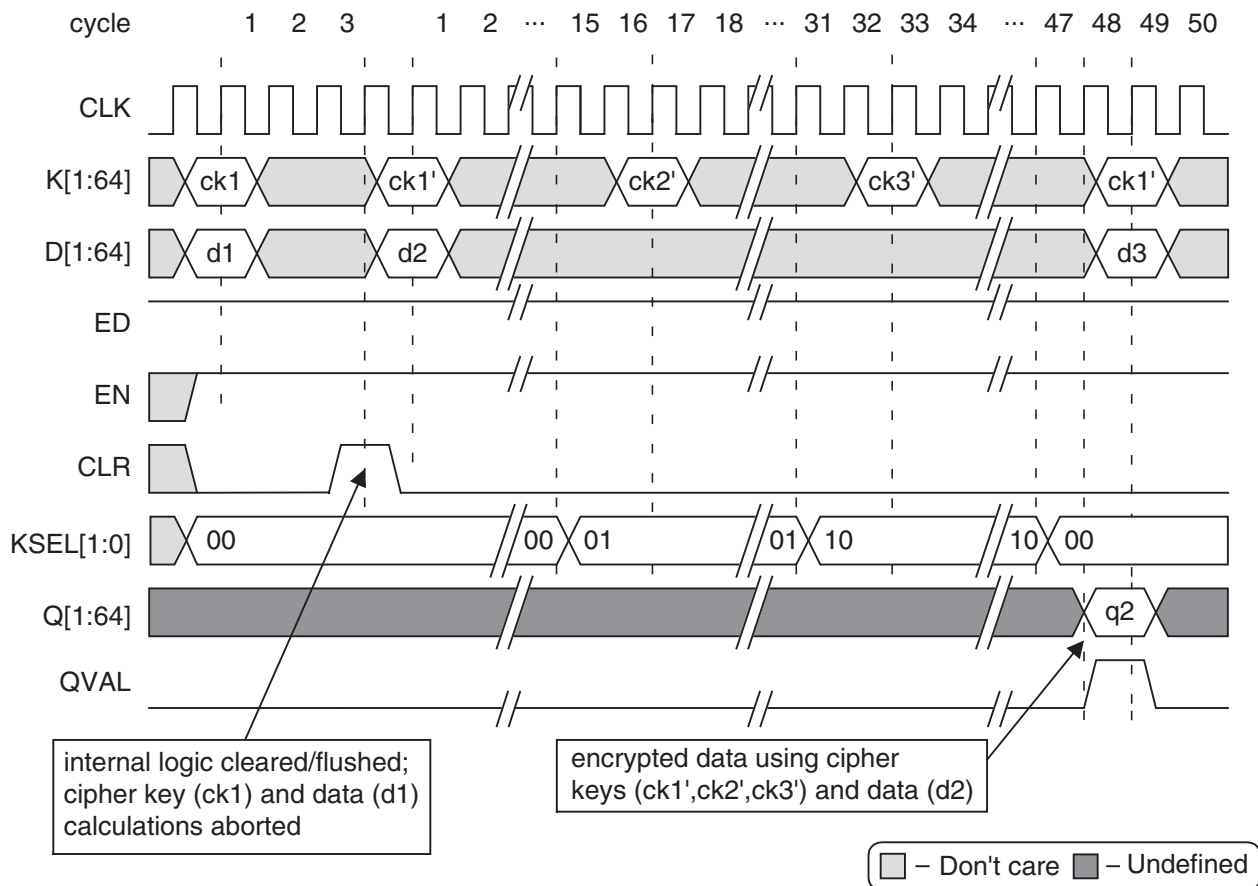 cycle 1 2 3 1 2 ··· 15 16 17 18 ··· 31 32 33 34 ··· 47 48 49 50
CLK
K[1:64] ck1 ck1' ck2' ck3' ck1'
D[1:64] d1 d2 d3
ED
EN
CLR
KSEL[1:0] 00 00 01 01 10 10 00
Q[1:64] q2
QVAL
internal logic cleared/flushed;
cipher key (ck1) and data (d1)
calculations aborted
encrypted data using cipher
keys (ck1',ck2',ck3') and data (d2)
– Don't care – Undefined